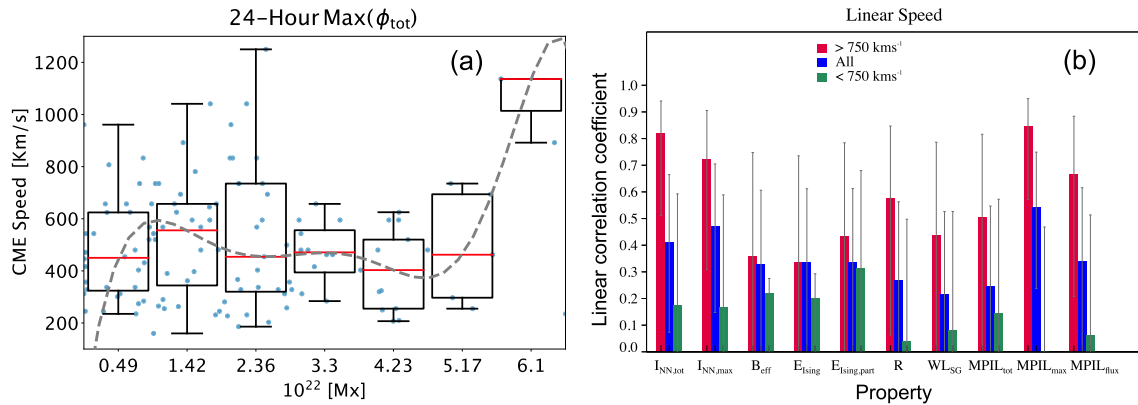 24-Hour Max(ϕtot)
(a)
CME Speed [Km/s]
1200
1000
800
600
400
200
0.49 1.42 2.36 3.3 4.23 5.17 6.1
10²² [Mx]
Linear Speed
(b)
> 750 kms⁻¹
All
< 750 kms⁻¹
Linear correlation coefficient
1.0
0.9
0.8
0.7
0.6
0.5
0.4
0.3
0.2
0.1
0.0
I_NN,tot I_NN,max B_eff E_Ising E_Ising,part R WL_SG MPIL_tot MPIL_max MPIL_flux
Property